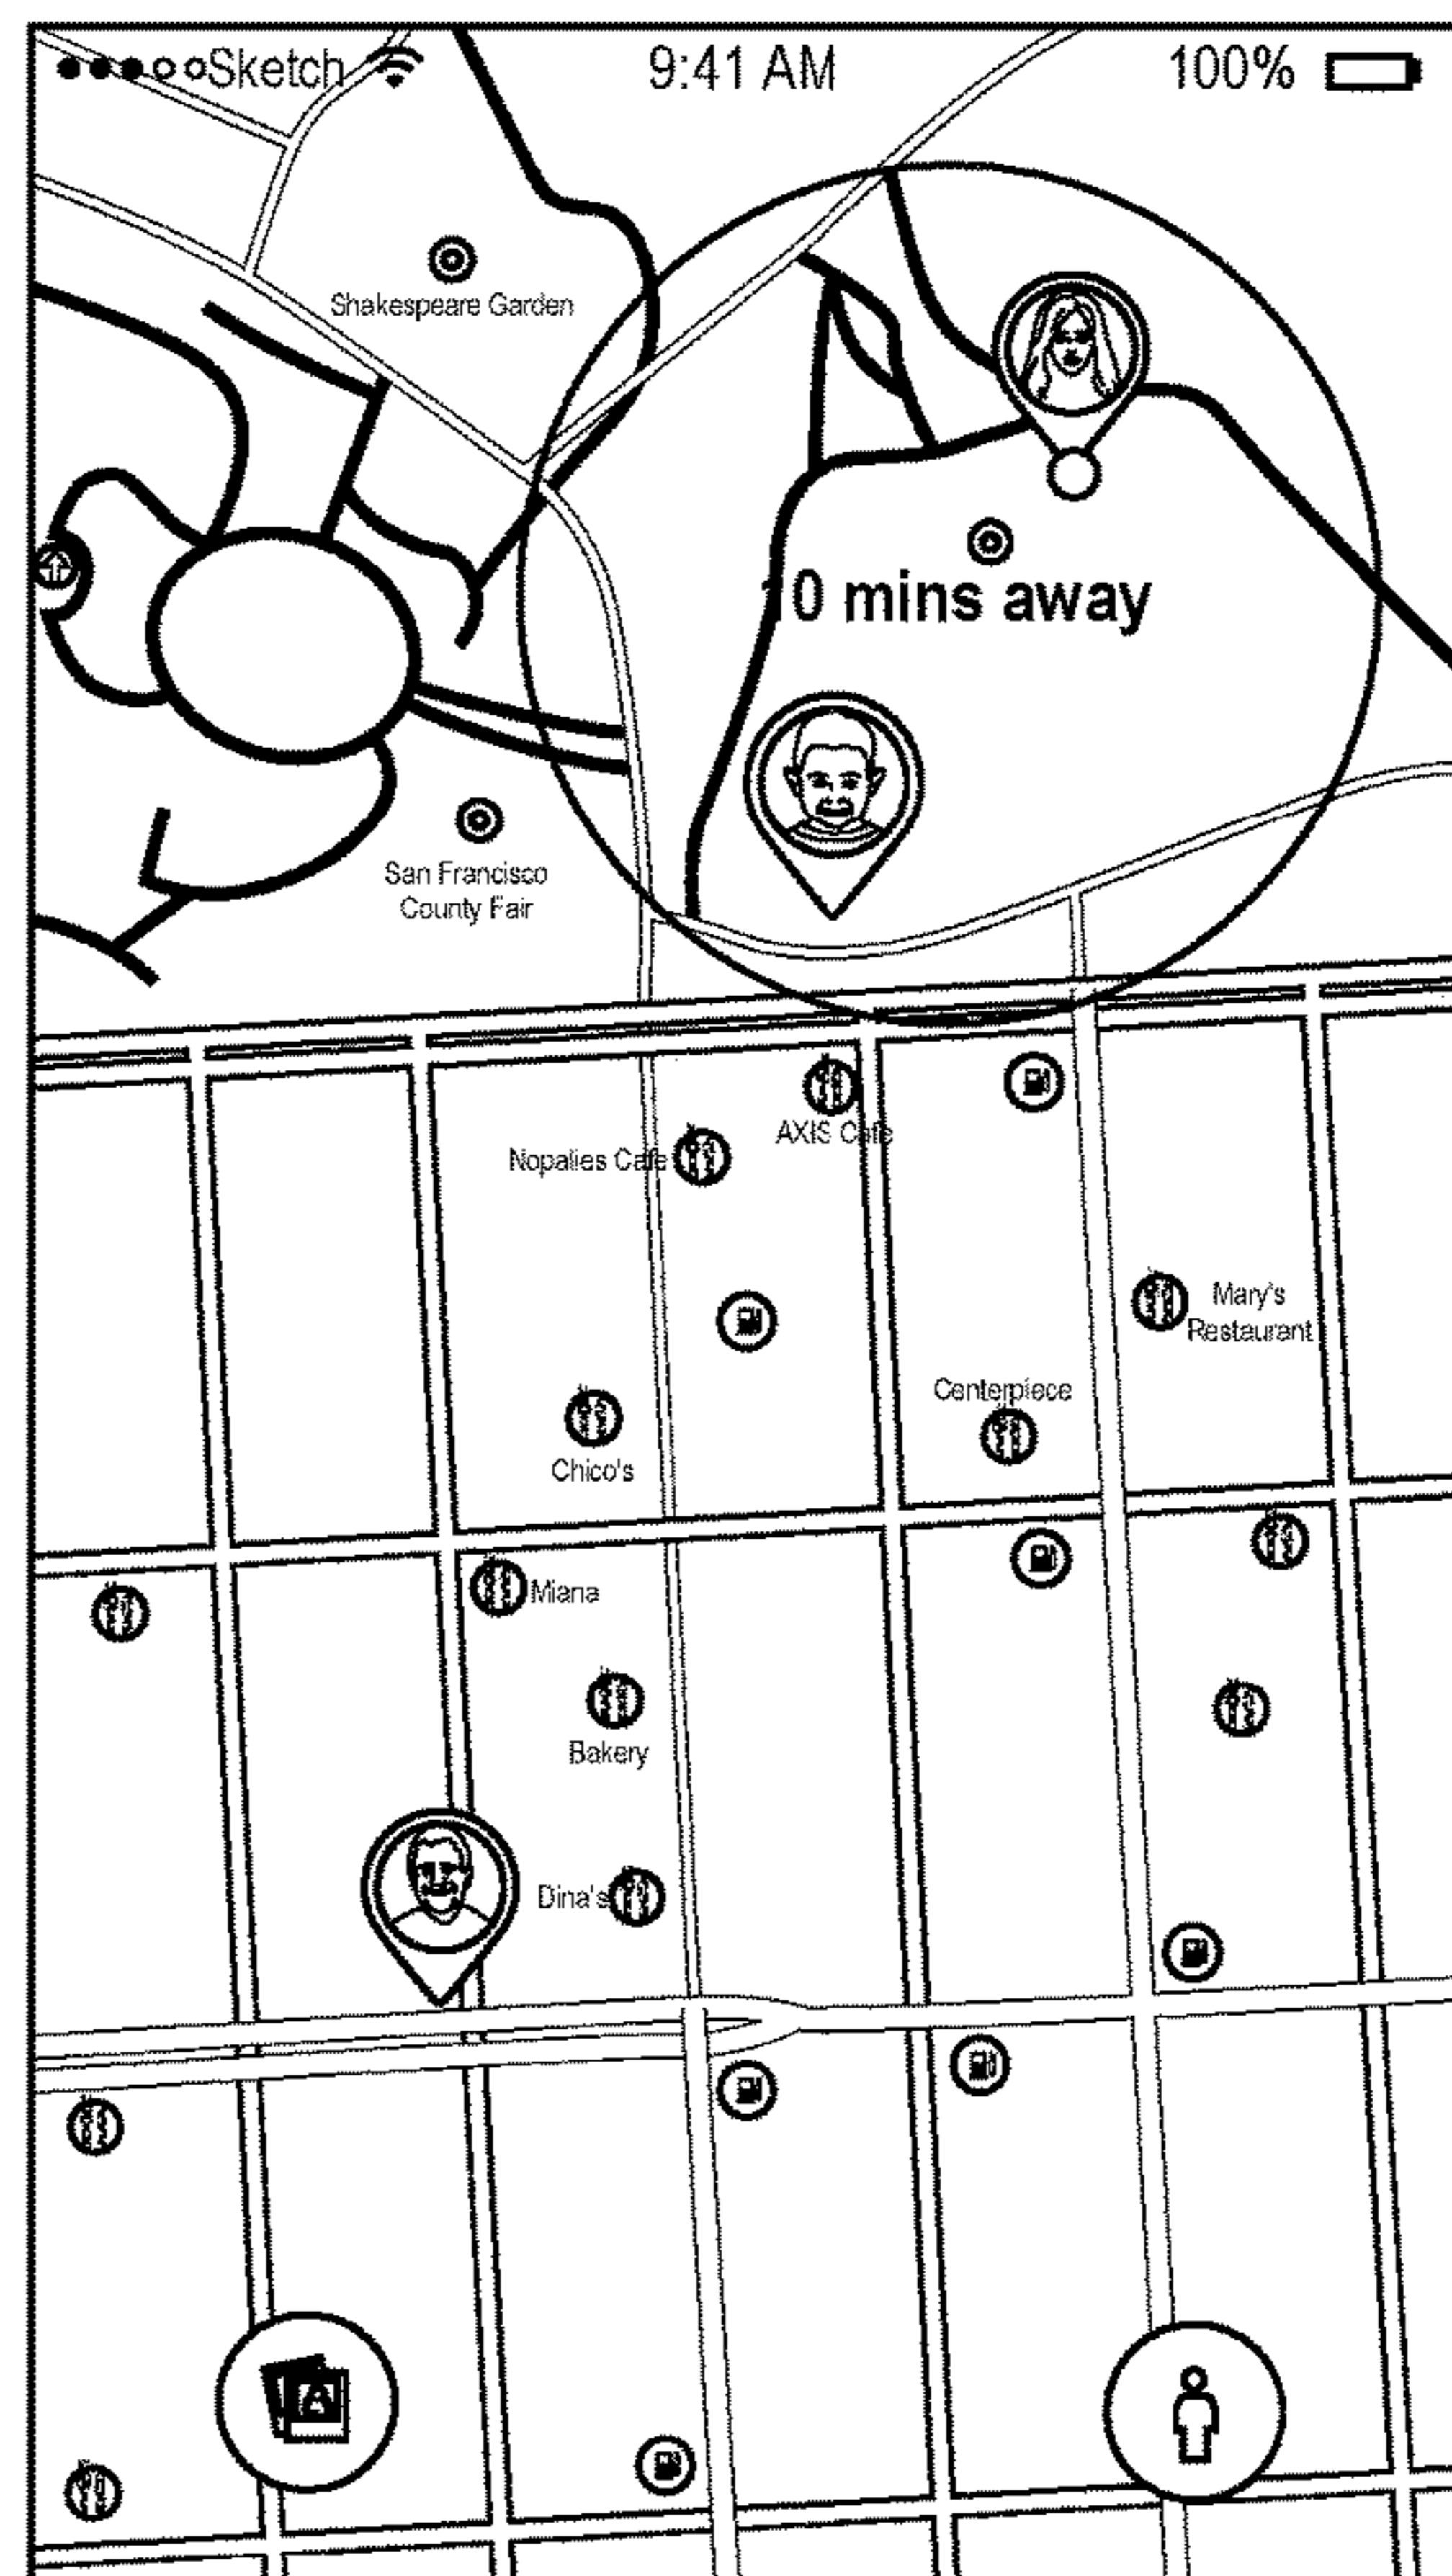 Sketch 9:41 AM 100%
Shakespeare Garden
10 mins away
San Francisco
County Fair
AXIS Cafe
Nopalies Cafe
Mary's
Restaurant
Centerpiece
Chico's
Miana
Bakery
Dina's
A